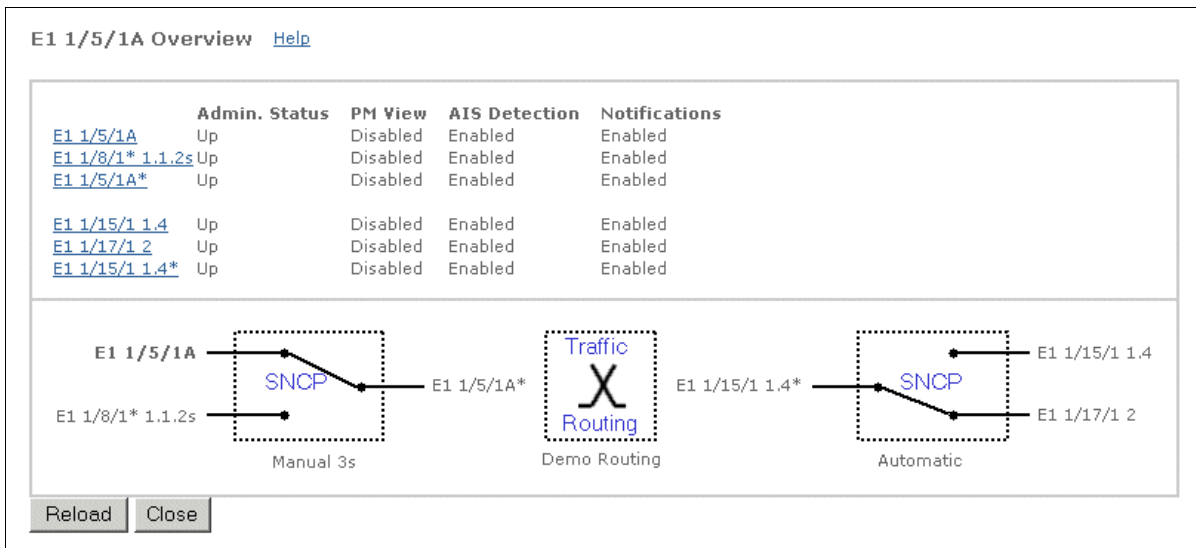 E1 1/5/1A Overview Help
Admin. Status PM View AIS Detection Notifications
E1 1/5/1A Up Disabled Enabled Enabled
E1 1/8/1* 1.1.2s Up Disabled Enabled Enabled
E1 1/5/1A* Up Disabled Enabled Enabled
E1 1/15/1 1.4 Up Disabled Enabled Enabled
E1 1/17/1 2 Up Disabled Enabled Enabled
E1 1/15/1 1.4* Up Disabled Enabled Enabled
E1 1/5/1A
SNCP
E1 1/8/1* 1.1.2s
E1 1/5/1A*
Manual 3s
Traffic
Routing
Demo Routing
E1 1/15/1 1.4*
SNCP
E1 1/15/1 1.4
E1 1/17/1 2
Automatic
Reload Close